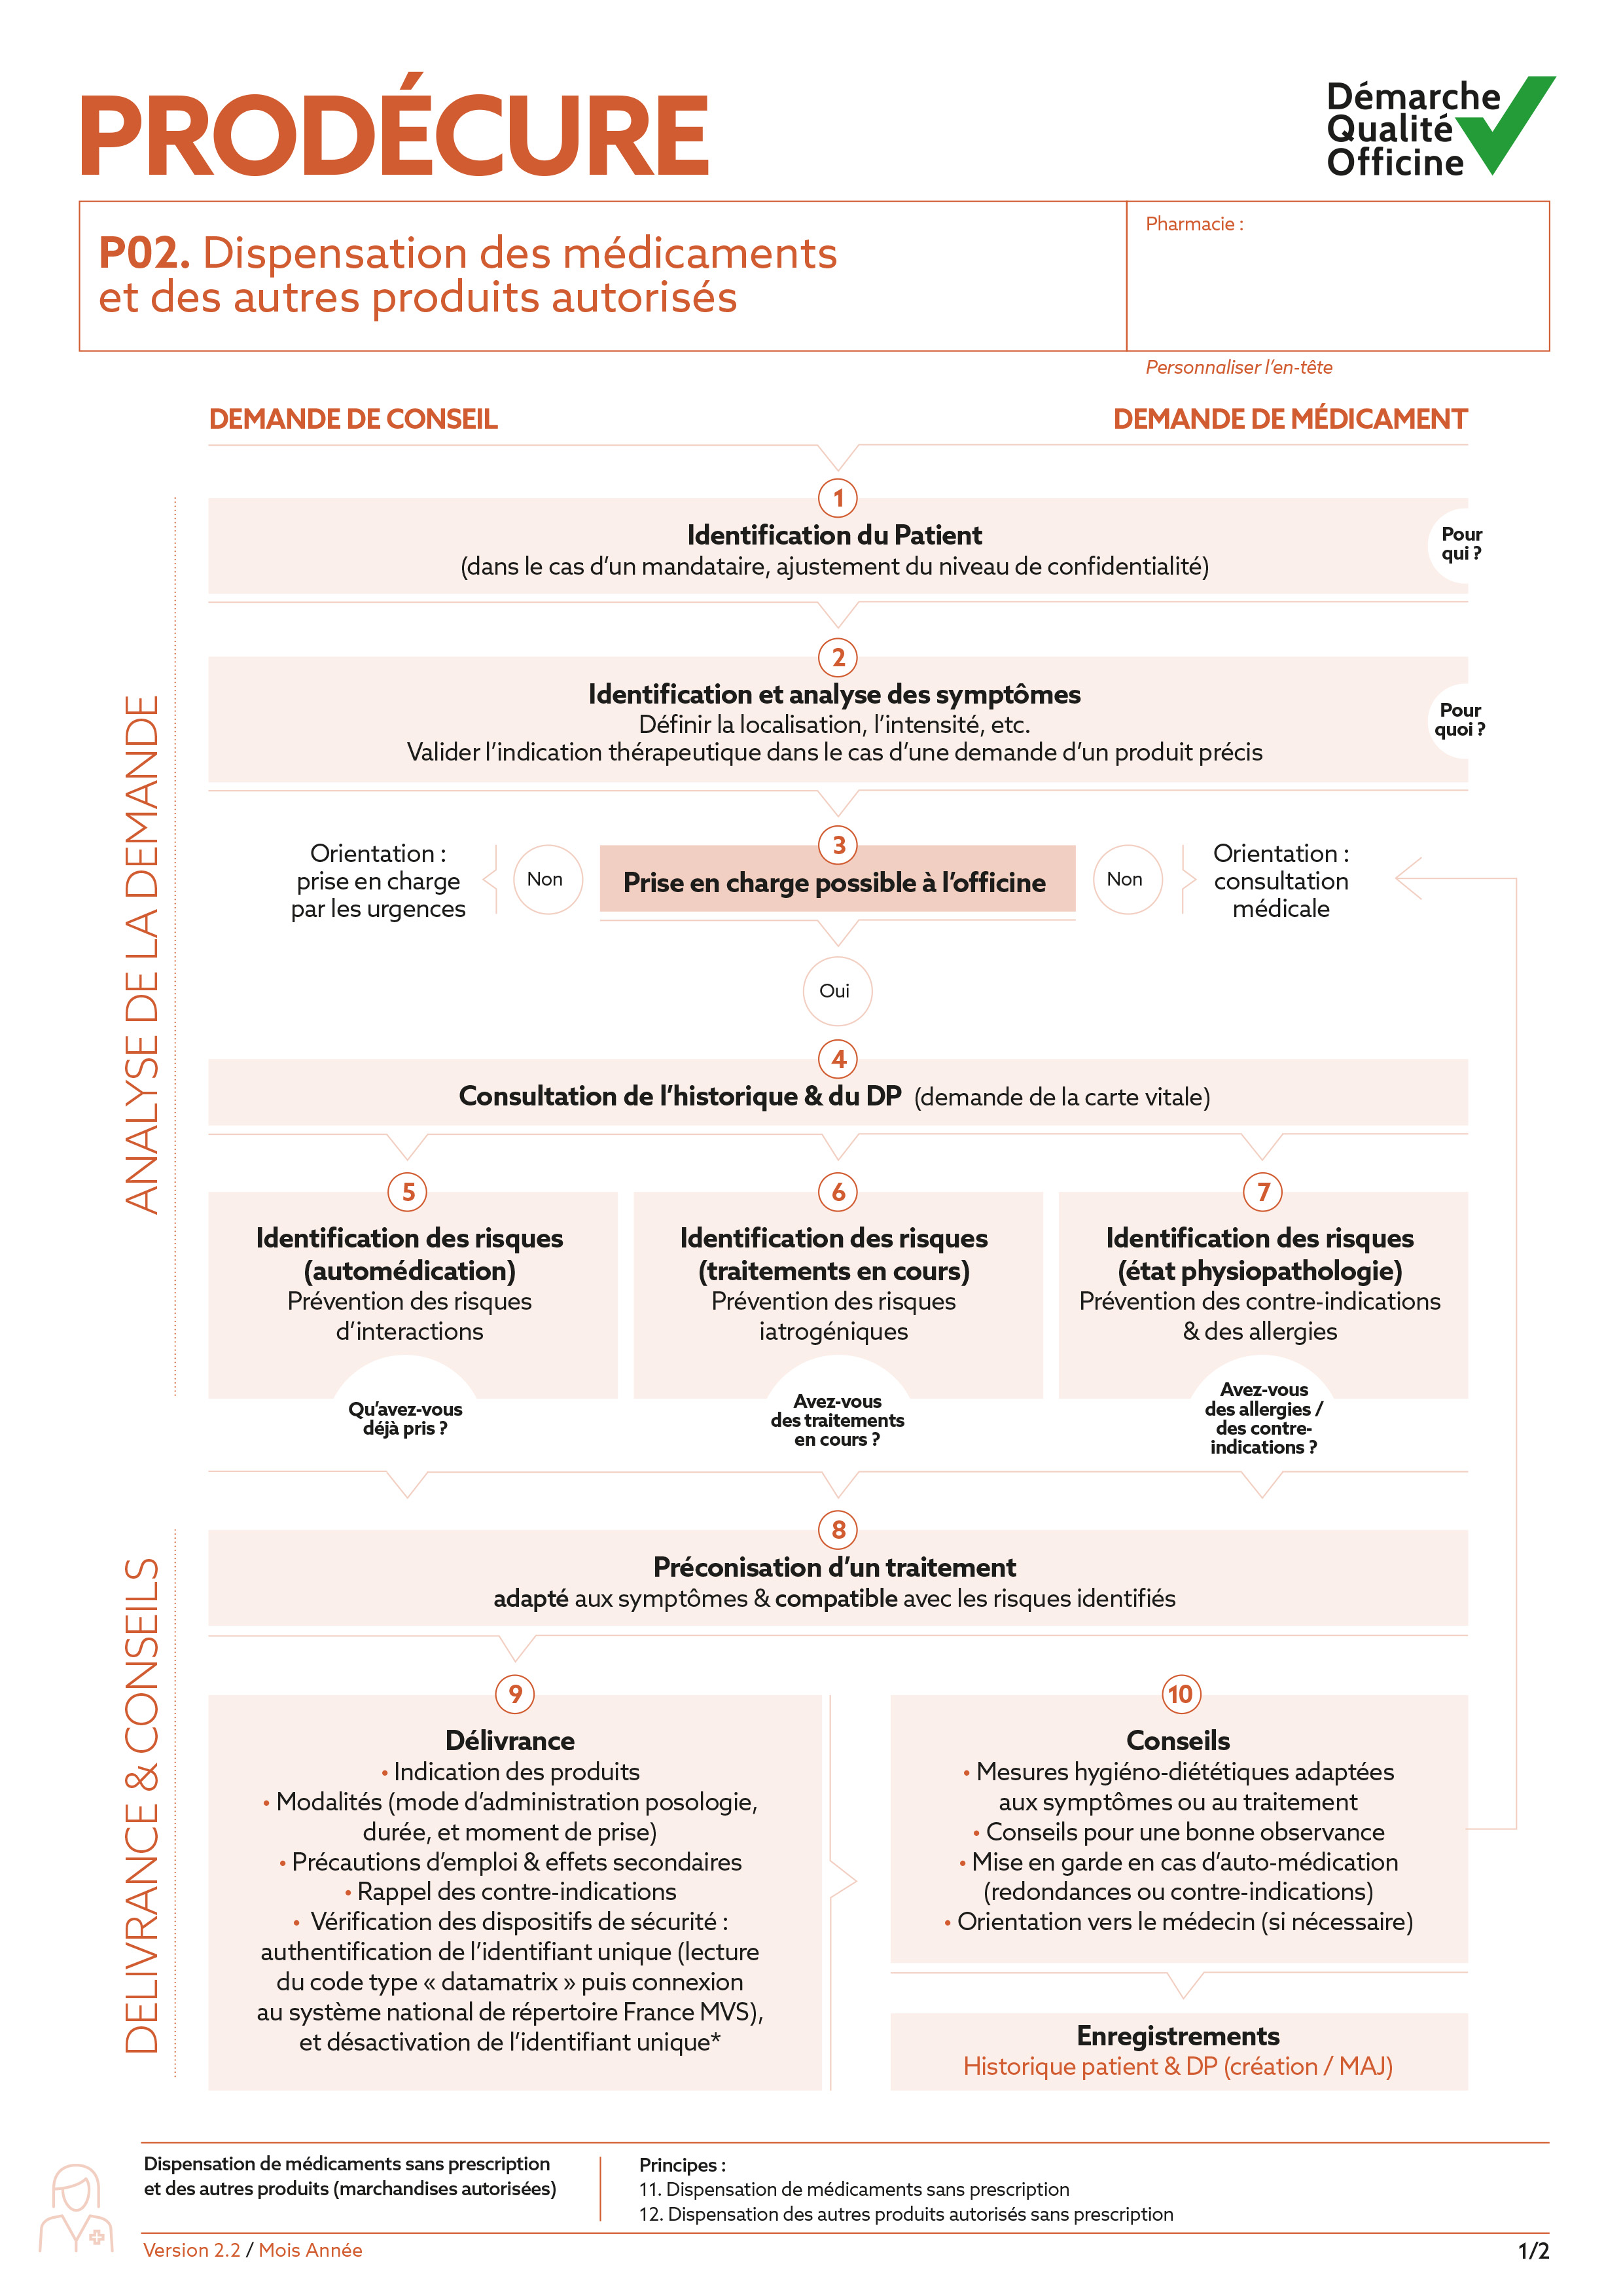 PRODÉCURE
Démarche
Qualité
Officine
P02. Dispensation des médicaments
et des autres produits autorisés
Pharmacie :
Personnaliser l’en-tête
DEMANDE DE CONSEIL
DEMANDE DE MÉDICAMENT
ANALYSE DE LA DEMANDE
1
Identification du Patient
(dans le cas d’un mandataire, ajustement du niveau de confidentialité)
Pour
qui ?
2
Identification et analyse des symptômes
Définir la localisation, l’intensité, etc.
Valider l’indication thérapeutique dans le cas d’une demande d’un produit précis
Pour
quoi ?
Orientation :
prise en charge
par les urgences
Non
3
Prise en charge possible à l’officine
Non
Orientation :
consultation
médicale
Oui
4
Consultation de l’historique & du DP (demande de la carte vitale)
5
Identification des risques
(automédication)
Prévention des risques
d’interactions
Qu’avez-vous
déjà pris ?
6
Identification des risques
(traitements en cours)
Prévention des risques
iatrogéniques
Avez-vous
des traitements
en cours ?
7
Identification des risques
(état physiopathologie)
Prévention des contre-indications
& des allergies
Avez-vous
des allergies /
des contre-
indications ?
DELIVRANCE & CONSEILS
8
Préconisation d’un traitement
adapté aux symptômes & compatible avec les risques identifiés
9
Délivrance
• Indication des produits
• Modalités (mode d’administration posologie,
durée, et moment de prise)
• Précautions d’emploi & effets secondaires
• Rappel des contre-indications
• Vérification des dispositifs de sécurité :
authentification de l’identifiant unique (lecture
du code type « datamatrix » puis connexion
au système national de répertoire France MVS),
et désactivation de l’identifiant unique*
10
Conseils
• Mesures hygiéno-diététiques adaptées
aux symptômes ou au traitement
• Conseils pour une bonne observance
• Mise en garde en cas d’auto-médication
(redondances ou contre-indications)
• Orientation vers le médecin (si nécessaire)
Enregistrements
Historique patient & DP (création / MAJ)
Dispensation de médicaments sans prescription
et des autres produits (marchandises autorisées)
Principes :
11. Dispensation de médicaments sans prescription
12. Dispensation des autres produits autorisés sans prescription
Version 2.2 / Mois Année
1/2